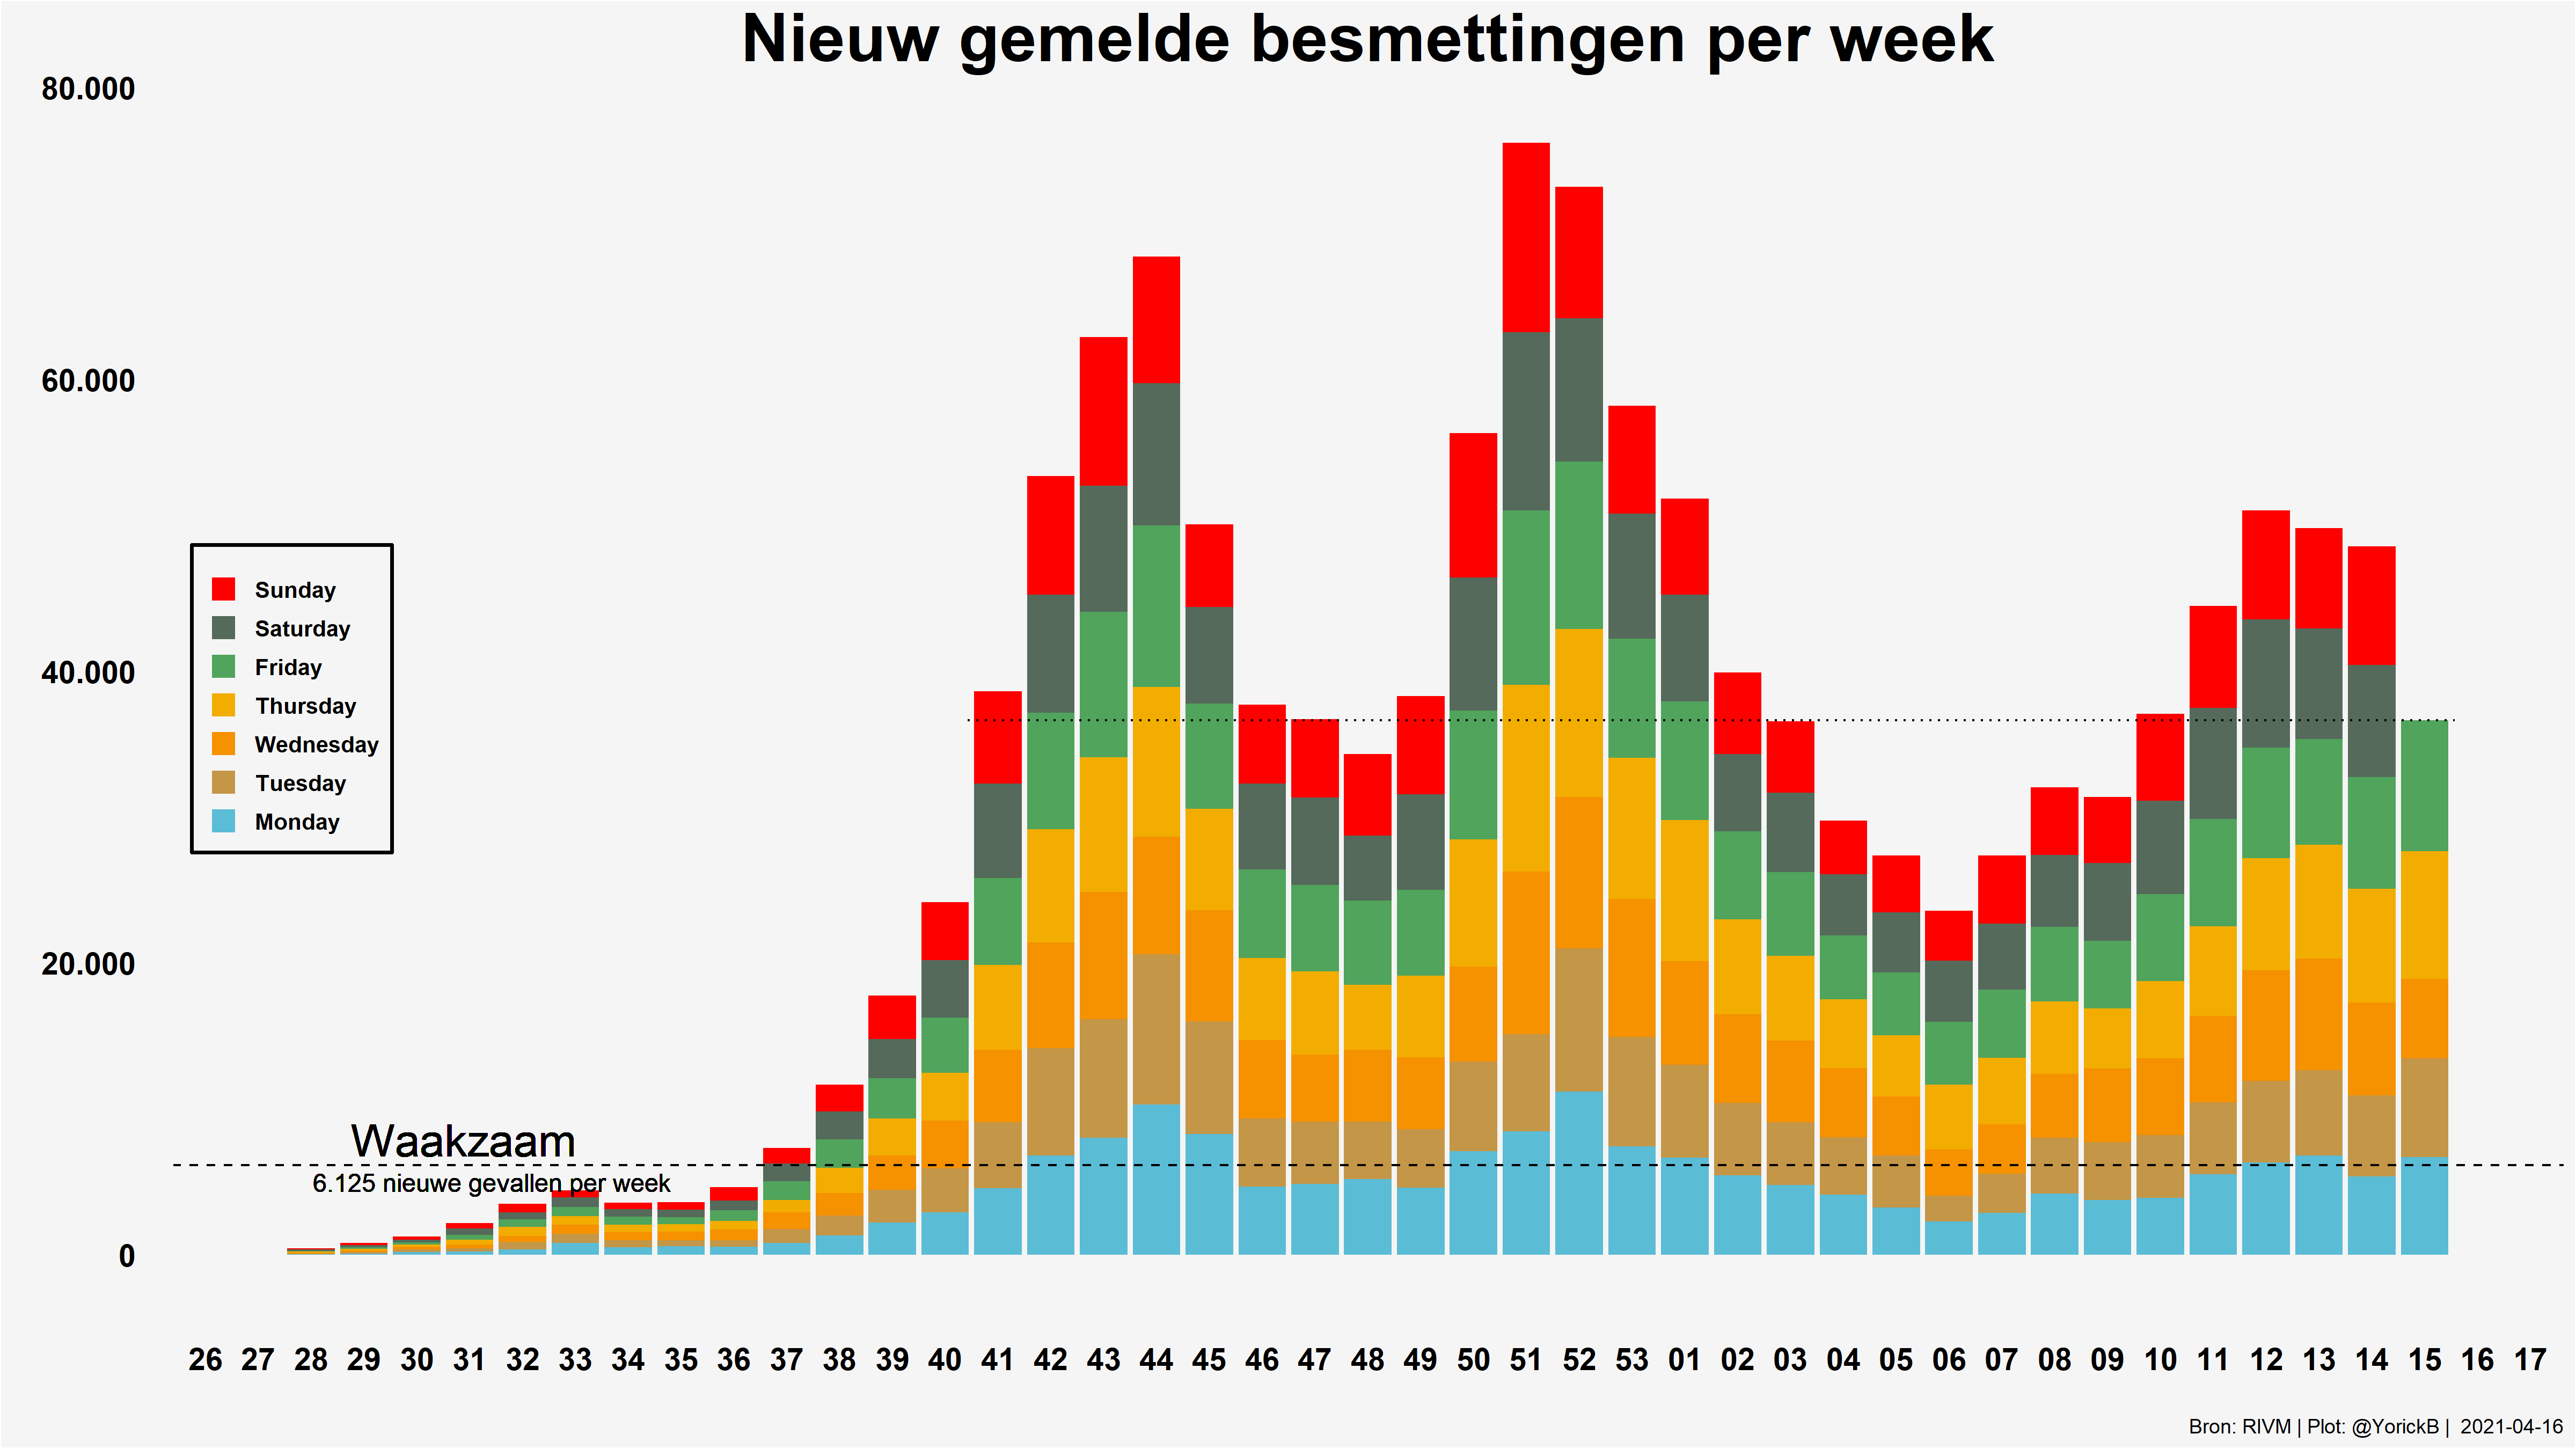 Nieuw gemelde besmettingen per week
80.000
60.000
40.000
20.000
0
Sunday
Saturday
Friday
Thursday
Wednesday
Tuesday
Monday
Waakzaam
6.125 nieuwe gevallen per week
26 27 28 29 30 31 32 33 34 35 36 37 38 39 40 41 42 43 44 45 46 47 48 49 50 51 52 53 01 02 03 04 05 06 07 08 09 10 11 12 13 14 15 16 17
Bron: RIVM | Plot: @YorickB | 2021-04-16